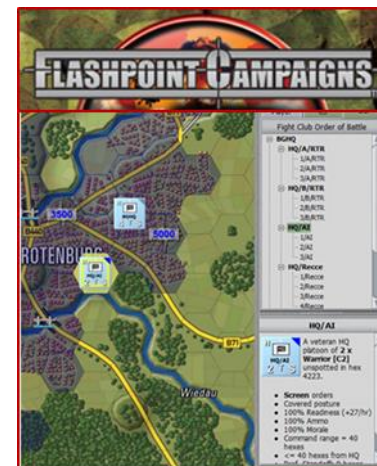 FLASHPOINT CAMPAIGNS
Fight Club Order of Battle
BGHQ
HQ/A/RTR
1/A/RTR
2/A/RTR
3/A/RTR
HQ/B/RTR
1/B/RTR
2/B/RTR
3/B/RTR
HQ/AI
1/AI
2/AI
3/AI
HQ/Recce
1/Recce
2/Recce
3/Recce
4/Recce
3500
5000
B440
ROTENBURG
B71
Wiedau
HQ/AI
A veteran HQ
platoon of 2 x
Warrior [C2]
unspotted in hex
4223.
2 T S
• Screen orders
• Covered posture
• 100% Readiness (+27/hr)
• 100% Ammo
• 100% Morale
• Command range = 40
hexes
• <= 40 hexes from HQ